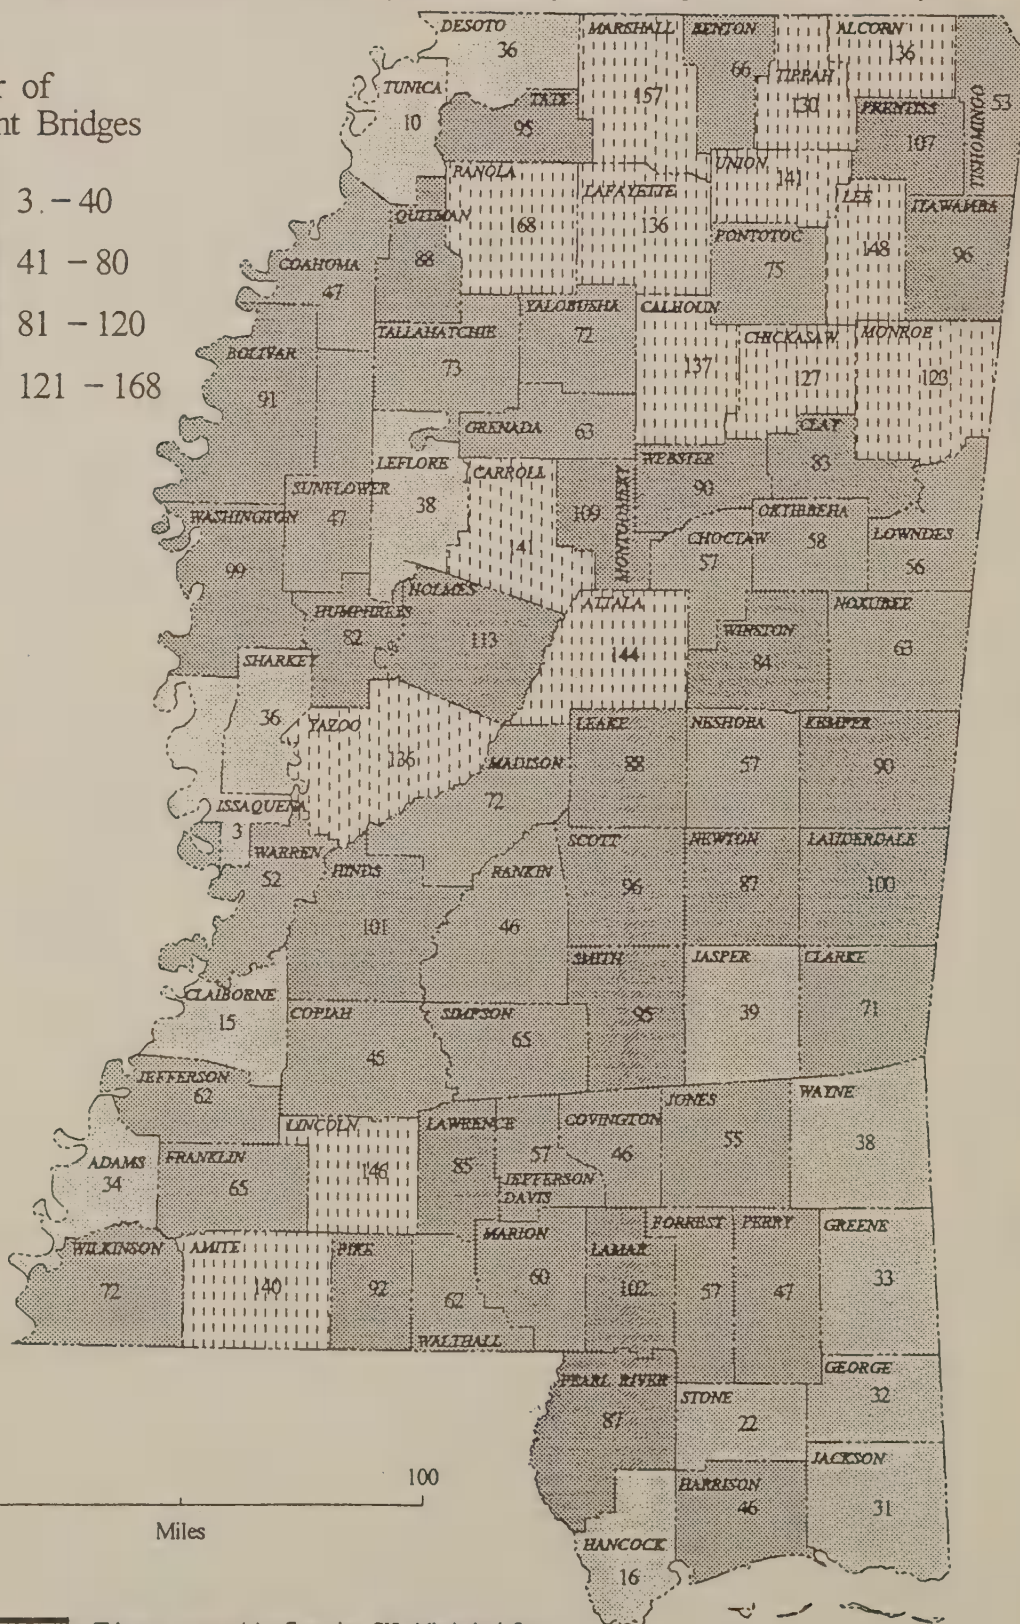 r of
nt Bridges
3.-40
41 -80
81 -120
121 -168
DESOTO
36
MARSHALL
157
BENTON
66
TIPPAH
130
ALCORN
136
TISHOMINGO
53
TUNICA
10
TATE
95
PRENTISS
107
PANOLA
168
LAFAYETTE
136
UNION
141
LEE
148
ITAWAMBA
96
QUITMAN
88
COAHOMA
47
PONTOTOC
75
YALOBUSHA
72
CALHOUN
137
TALLAHATCHIE
73
CHICKASAW
127
MONROE
123
BOLIVAR
91
GRENADA
63
CLAY
83
LEFLORE
38
CARROLL
141
MONTGOMERY
109
WEBSTER
90
SUNFLOWER
47
WASHINGTON
99
OKTIBBEHA
58
LOWNDES
56
CHOCTAW
57
HOLMES
113
HUMPHREES
82
ATTALA
144
WINSTON
84
NOXUBEE
63
SHARKEY
36
YAZOO
136
LEAKE
88
NESHOBA
57
KEMPER
90
MADISON
72
ISSAQUENA
3
WARREN
52
HINDS
101
RANKIN
46
SCOTT
96
NEWTON
87
LAUDERDALE
100
CLAIBORNE
15
COPIAH
45
SIMPSON
65
SMITH
95
JASPER
39
CLARKE
71
JEFFERSON
62
LINCOLN
146
LAWRENCE
85
57
JEFFERSON
DAVIS
COVINGTON
46
JONES
55
WAYNE
38
ADAMS
34
FRANKLIN
65
WILKINSON
72
AMITE
140
PIKE
92
62
WALTHALL
MARION
60
LAMAR
102
FORREST
57
PERRY
47
GREENE
33
GEORGE
32
PEARL RIVER
87
STONE
22
JACKSON
31
HARRISON
46
HANCOCK
16
100
Miles